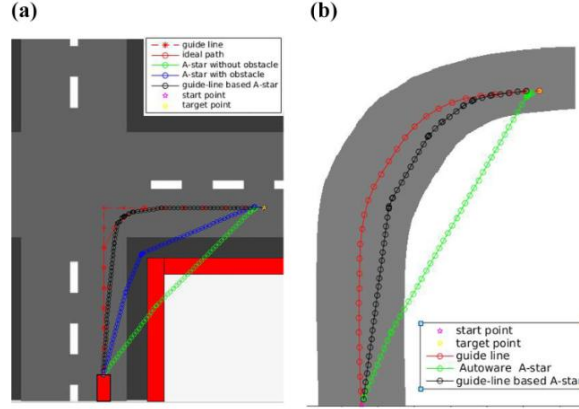 (a)
guide line
ideal path
A-star without obstacle
A-star with obstacle
guide-line based A-star
start point
target point
(b)
start point
target point
guide line
Autoware A-star
guide-line based A-star